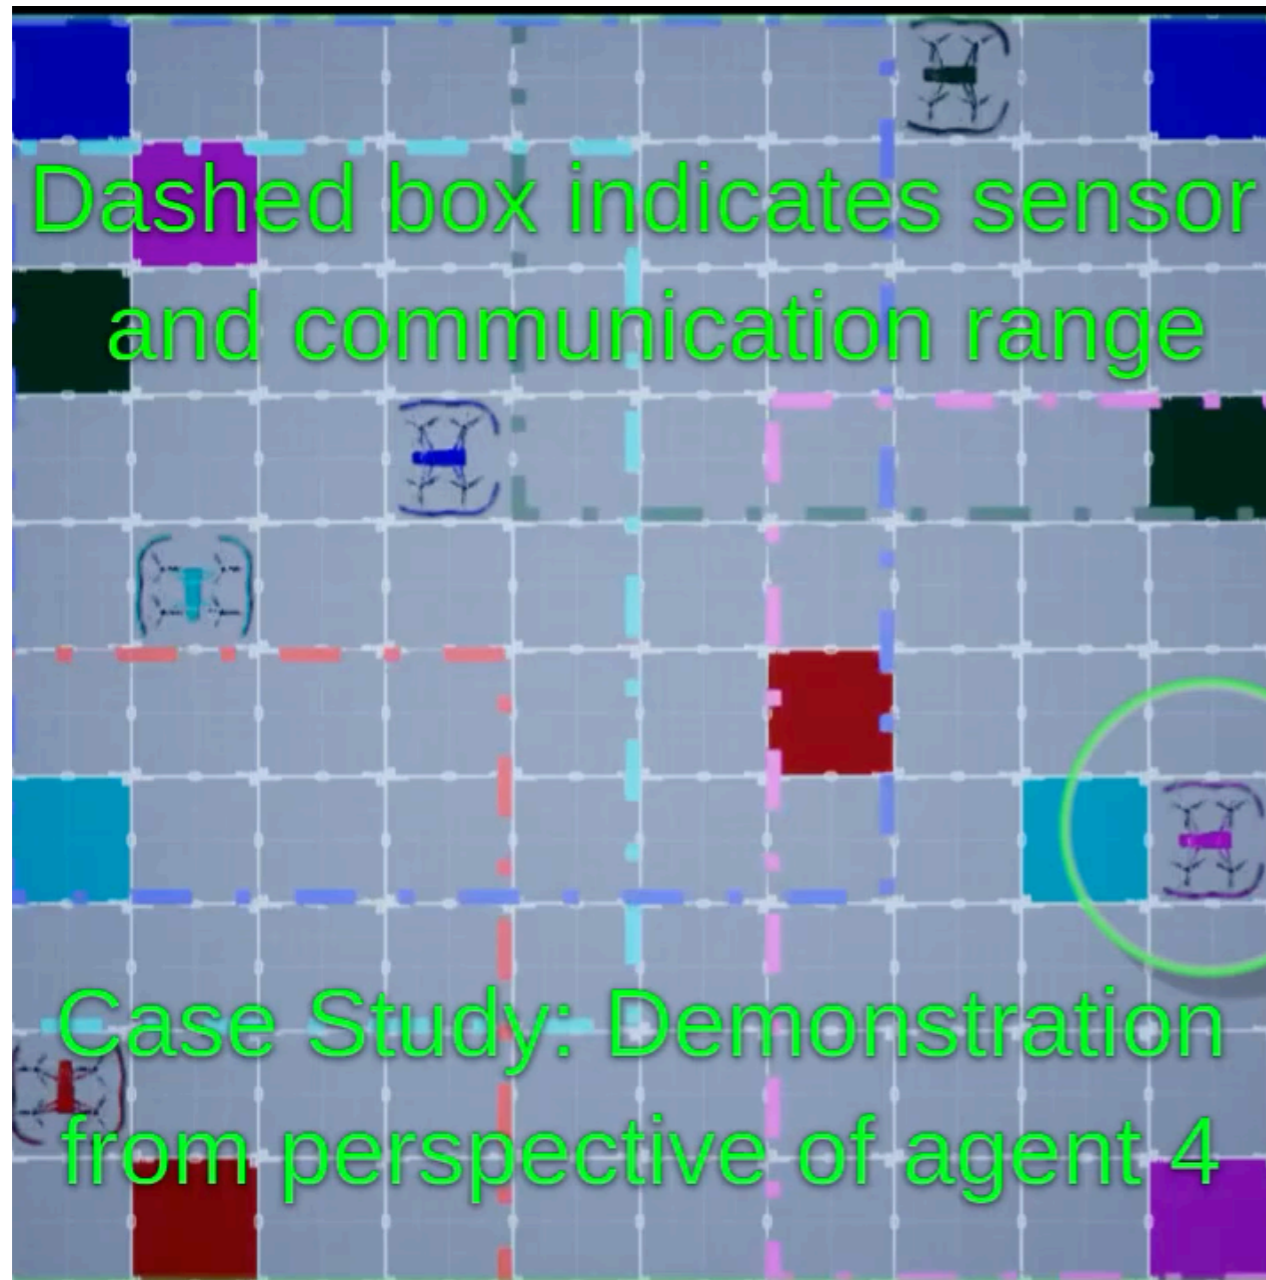 Dashed box indicates sensor
and communication range
Case Study: Demonstration
from perspective of agent 4